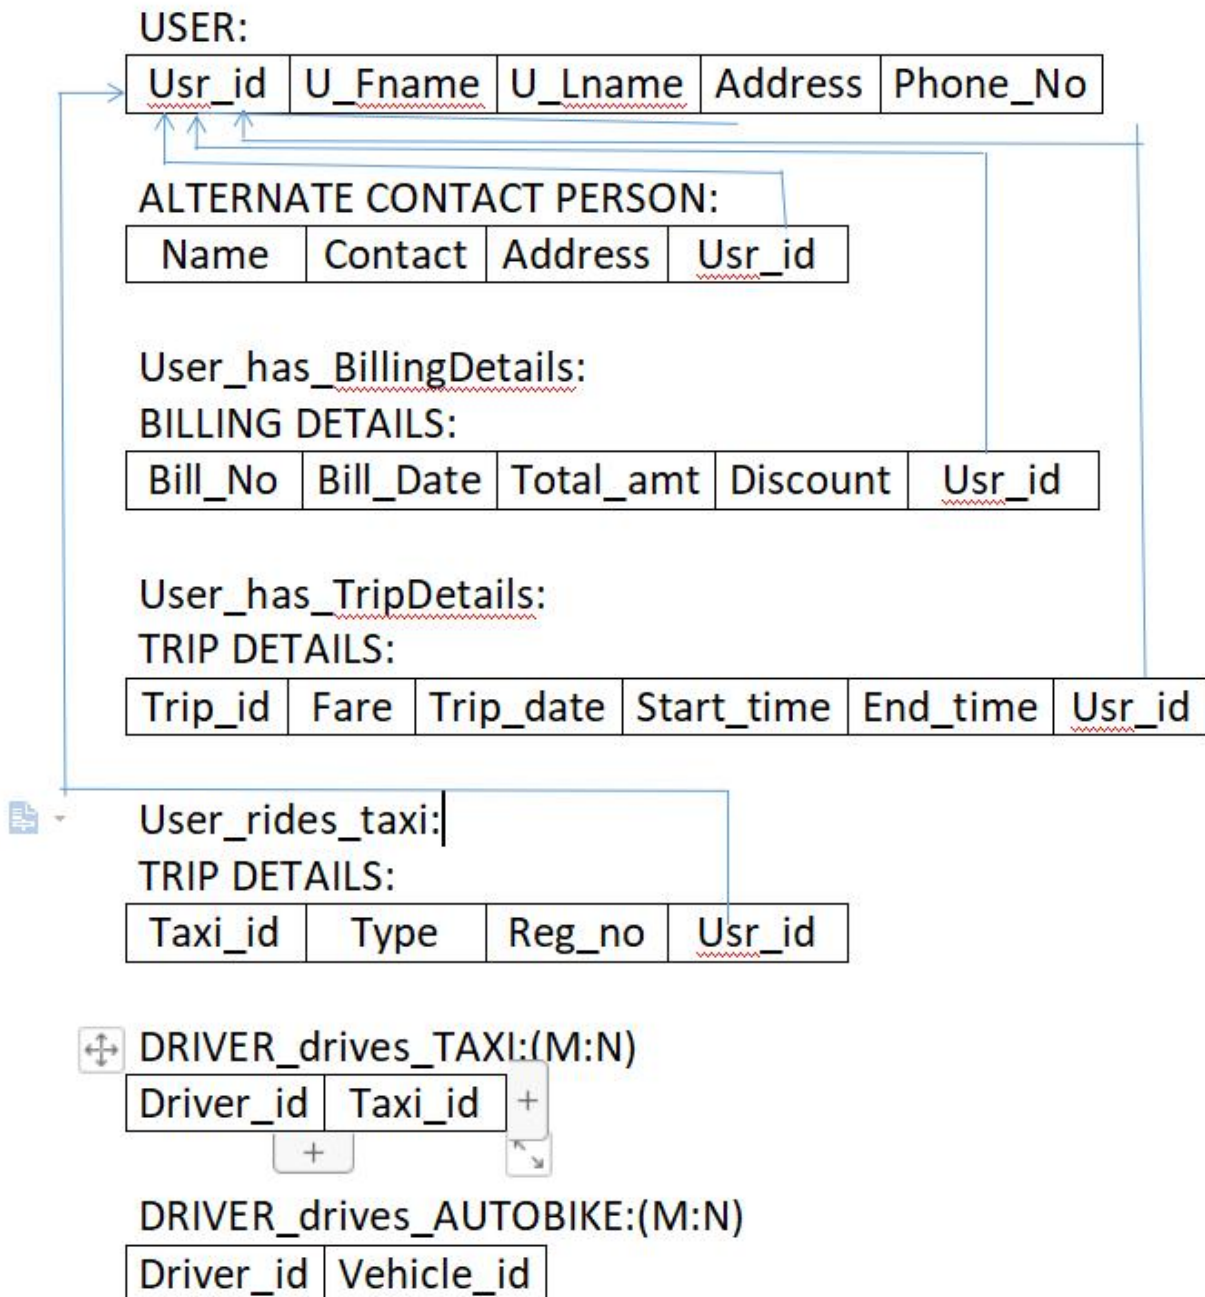 USER:
Usr_id U_Fname U_Lname Address Phone_No
ALTERNATE CONTACT PERSON:
Name Contact Address Usr_id
User_has_BillingDetails:
BILLING DETAILS:
Bill_No Bill_Date Total_amt Discount Usr_id
User_has_TripDetails:
TRIP DETAILS:
Trip_id Fare Trip_date Start_time End_time Usr_id
User_rides_taxi:
TRIP DETAILS:
Taxi_id Type Reg_no Usr_id
DRIVER_drives_TAXI:(M:N)
Driver_id Taxi_id
DRIVER_drives_AUTOBIKE:(M:N)
Driver_id Vehicle_id